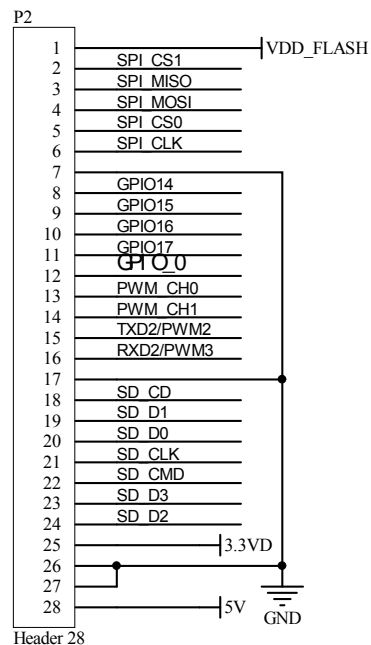 P2
1 VDD_FLASH
2 SPI_CS1
3 SPI_MISO
4 SPI_MOSI
5 SPI_CS0
6 SPI_CLK
7
8 GPIO14
9 GPIO15
10 GPIO16
11 GPIO17
12 GPIO_0
13 PWM_CH0
14 PWM_CH1
15 TXD2/PWM2
16 RXD2/PWM3
17
18 SD_CD
19 SD_D1
20 SD_D0
21 SD_CLK
22 SD_CMD
23 SD_D3
24 SD_D2
25 3.3VD
26
27
28 5V
GND
Header 28